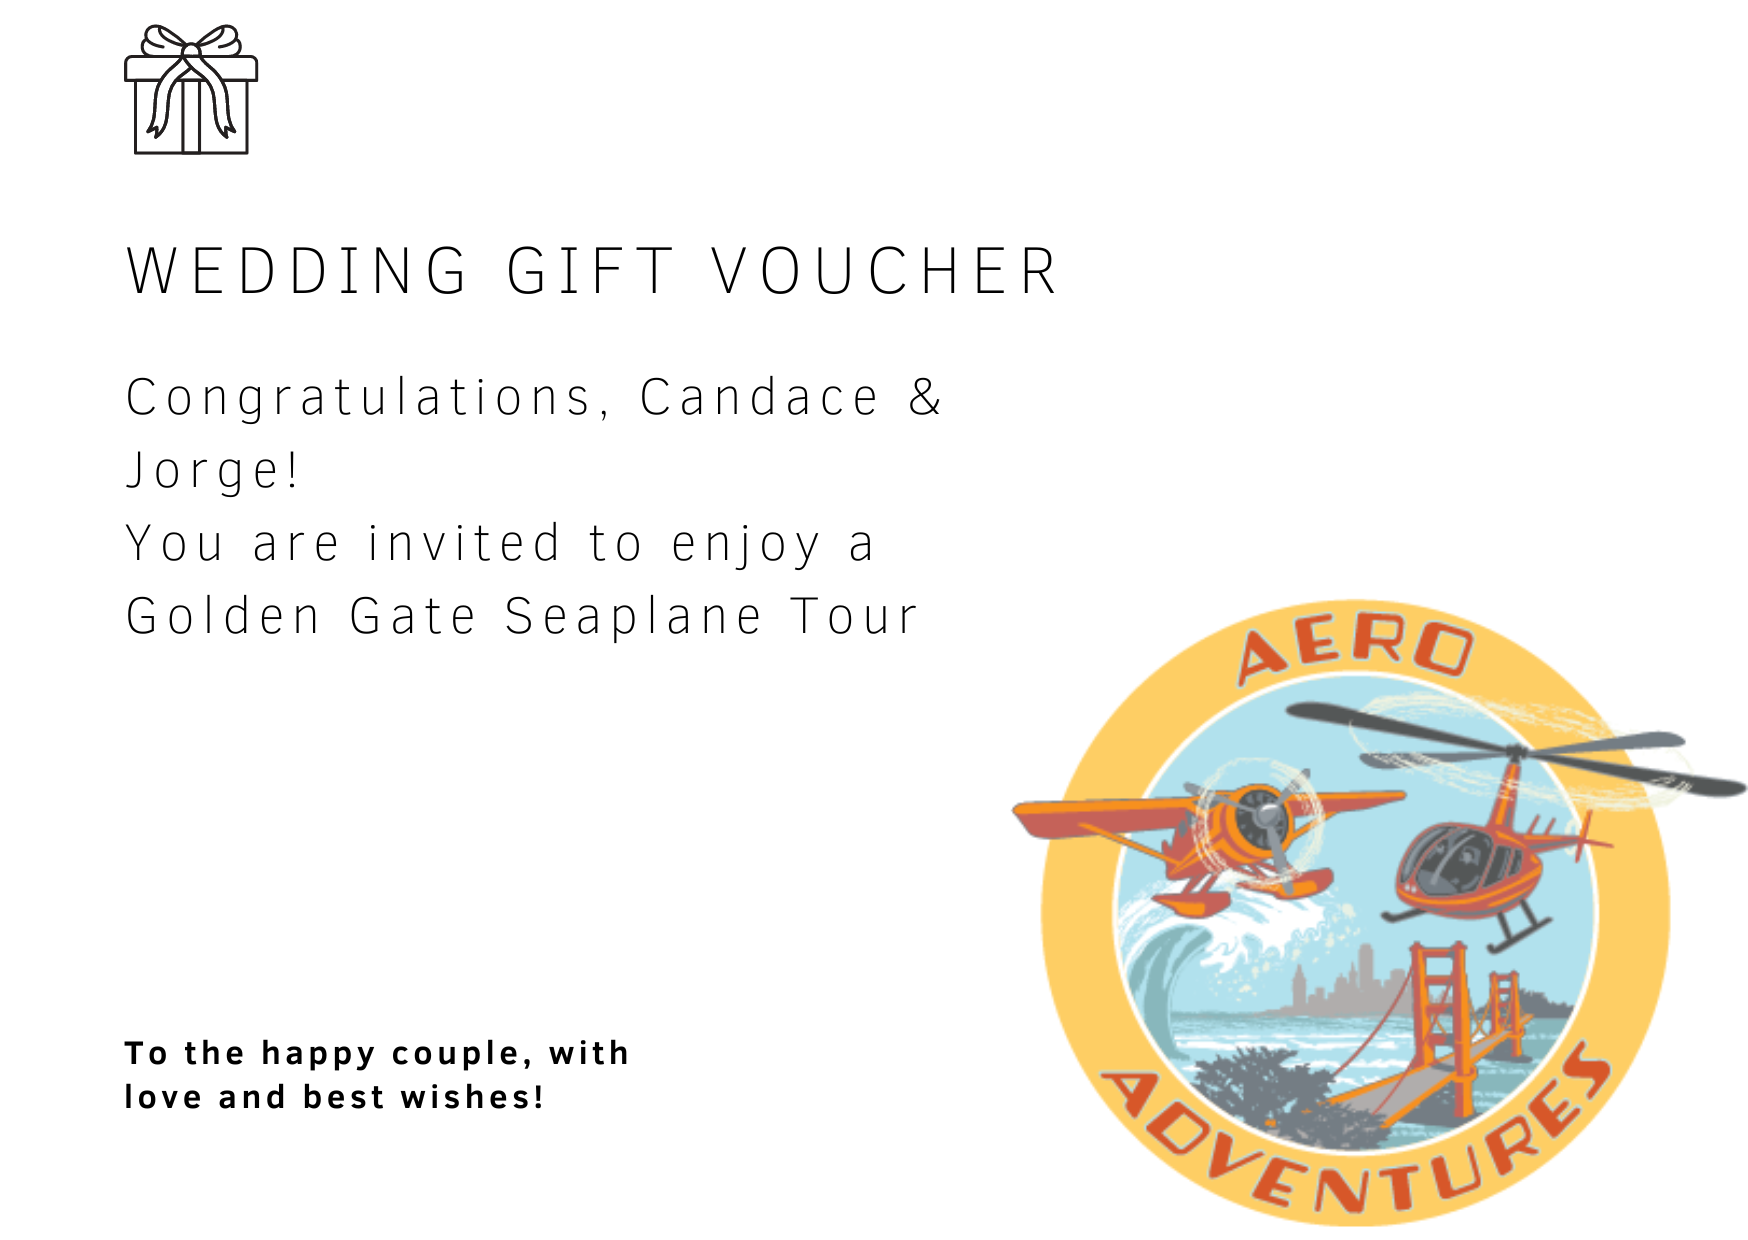 WEDDING GIFT VOUCHER
Congratulations, Candace &
Jorge!
You are invited to enjoy a
Golden Gate Seaplane Tour
AERO
ADVENTURES
To the happy couple, with
love and best wishes!